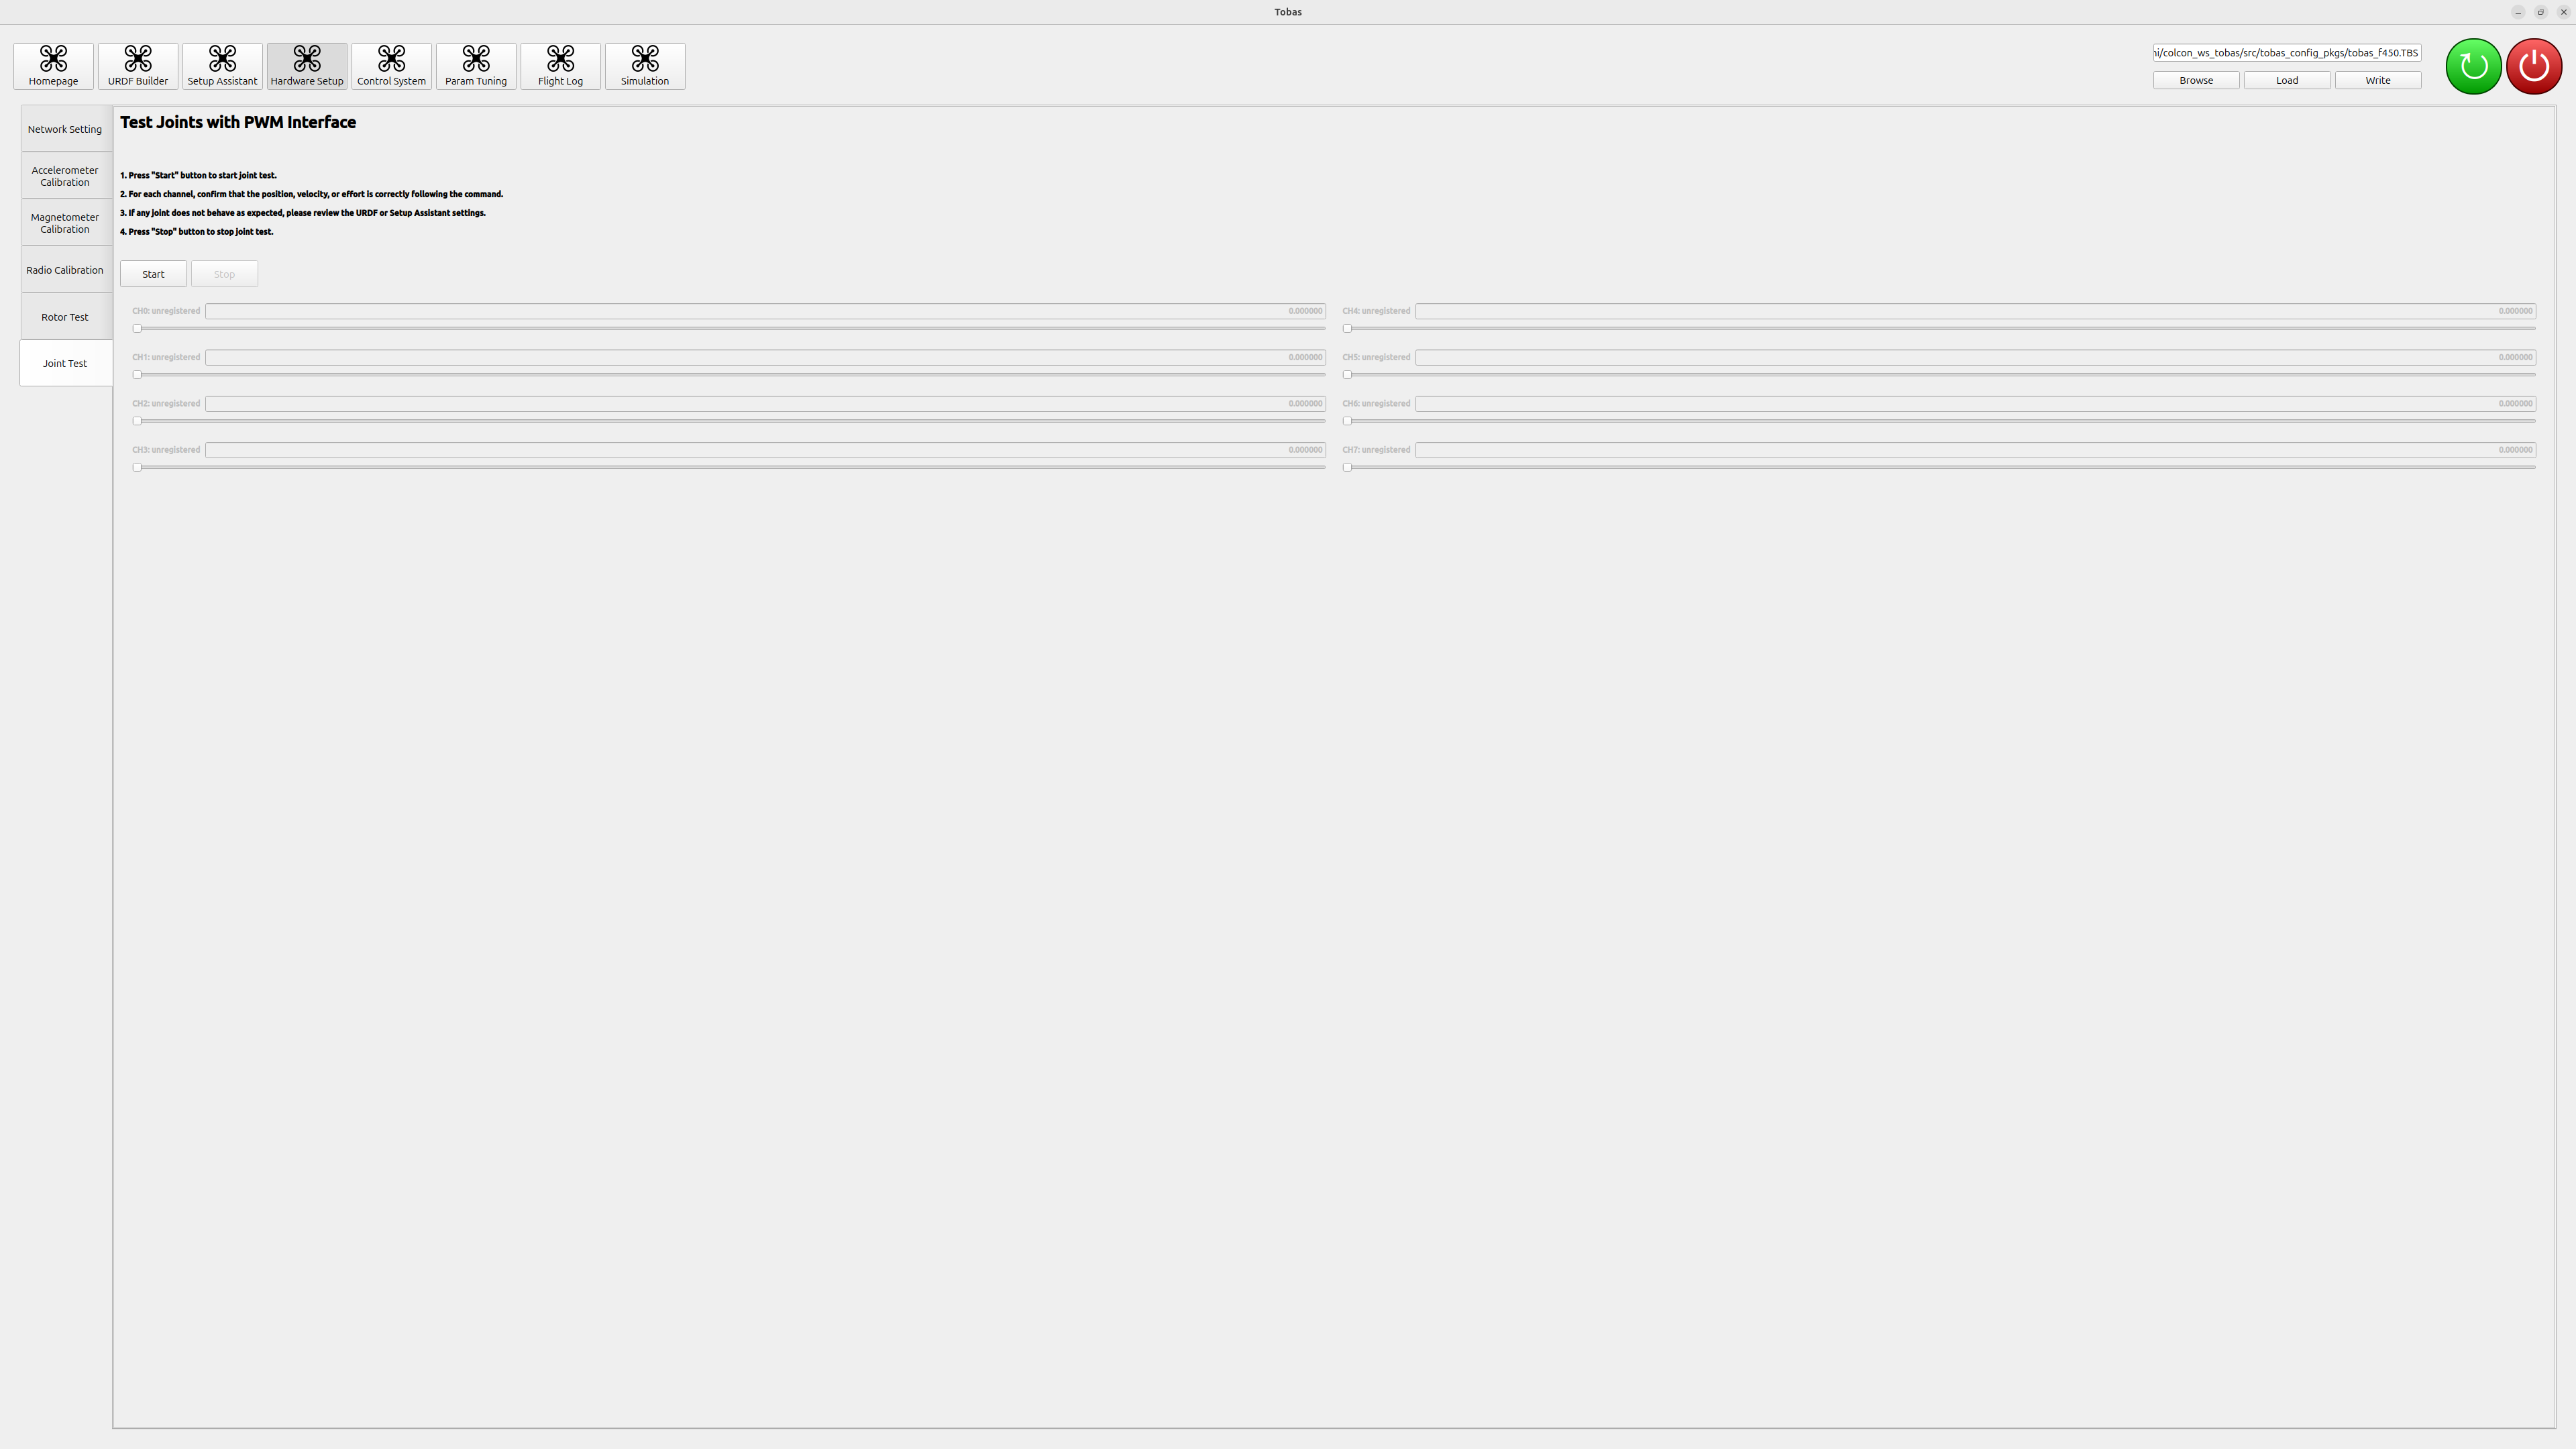 Tobas
Homepage
URDF Builder
Setup Assistant
Hardware Setup
Control System
Param Tuning
Flight Log
Simulation
i/colcon_ws_tobas/src/tobas_config_pkgs/tobas_f450.TBS
Browse
Load
Write
Network Setting
Accelerometer
Calibration
Magnetometer
Calibration
Radio Calibration
Rotor Test
Joint Test
Test Joints with PWM Interface
1. Press "Start" button to start joint test.
2. For each channel, confirm that the position, velocity, or effort is correctly following the command.
3. If any joint does not behave as expected, please review the URDF or Setup Assistant settings.
4. Press "Stop" button to stop joint test.
Start
Stop
CH0: unregistered 0.000000
CH1: unregistered 0.000000
CH2: unregistered 0.000000
CH3: unregistered 0.000000
CH4: unregistered 0.000000
CH5: unregistered 0.000000
CH6: unregistered 0.000000
CH7: unregistered 0.000000